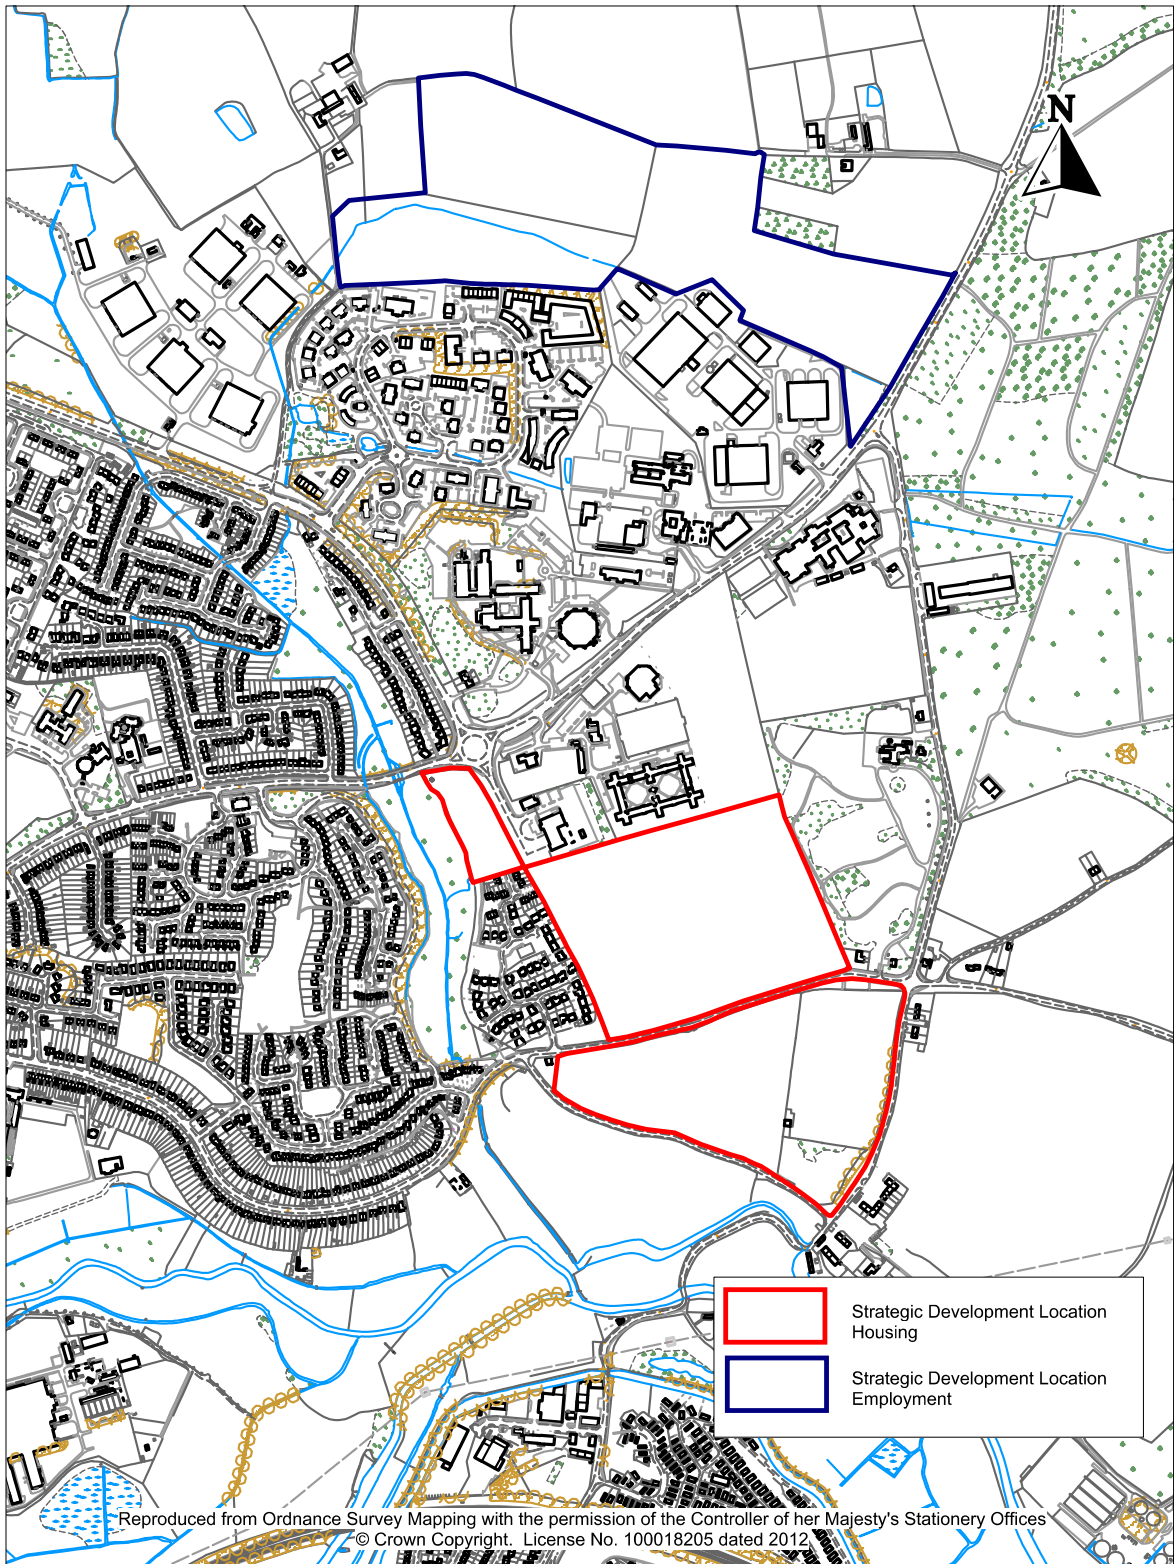 N
Strategic Development Location
Housing
Strategic Development Location
Employment
Reproduced from Ordnance Survey Mapping with the permission of the Controller of her Majesty's Stationery Offices
© Crown Copyright. License No. 100018205 dated 2012